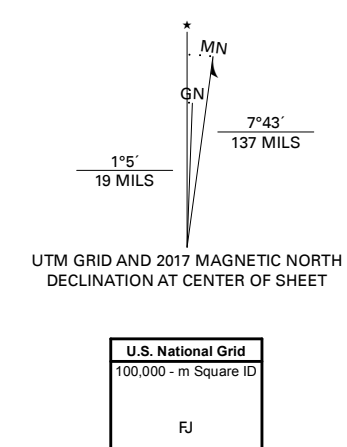 ★
MN
GN
7°43´
137 MILS
1°5´
19 MILS
UTM GRID AND 2017 MAGNETIC NORTH
DECLINATION AT CENTER OF SHEET
U.S. National Grid
100,000 - m Square ID
FJ